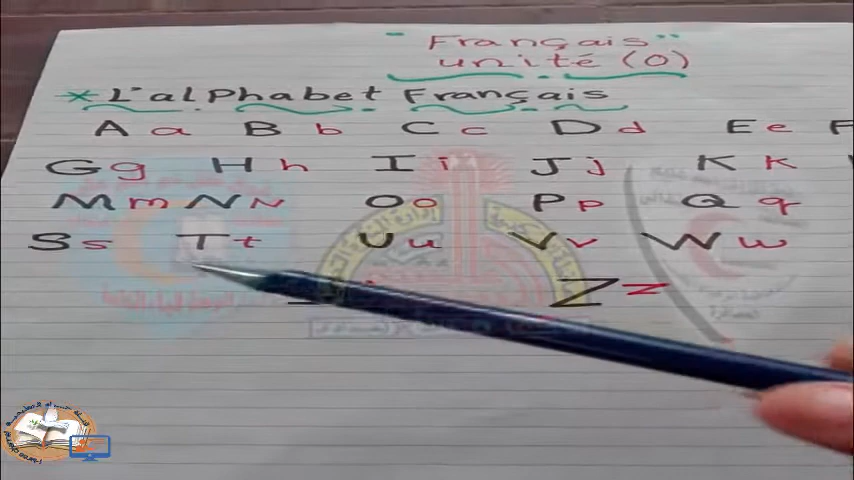 " Français "
unité (0)
* L'alphabet Français
A a B b C c D d E e F
G g H h I i J j K k
M m N N O o P p Q q
S s T t U u V v W w
Z z